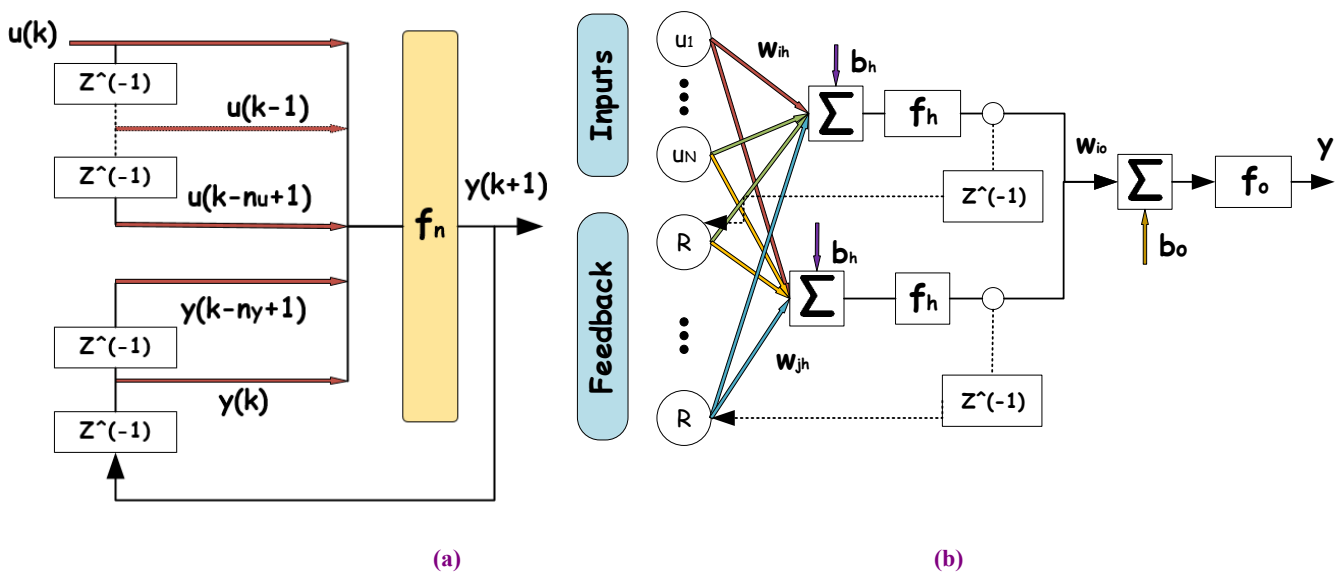 u(k)
Z^(-1)
u(k-1)
Z^(-1)
u(k-nu+1)
y(k-ny+1)
Z^(-1)
y(k)
Z^(-1)
fn
y(k+1)
(a)
Inputs
Feedback
u1
uN
R
R
wih
bh
Σ
fh
Z^(-1)
bh
Σ
fh
wjh
Z^(-1)
wio
Σ
bo
fo
y
(b)